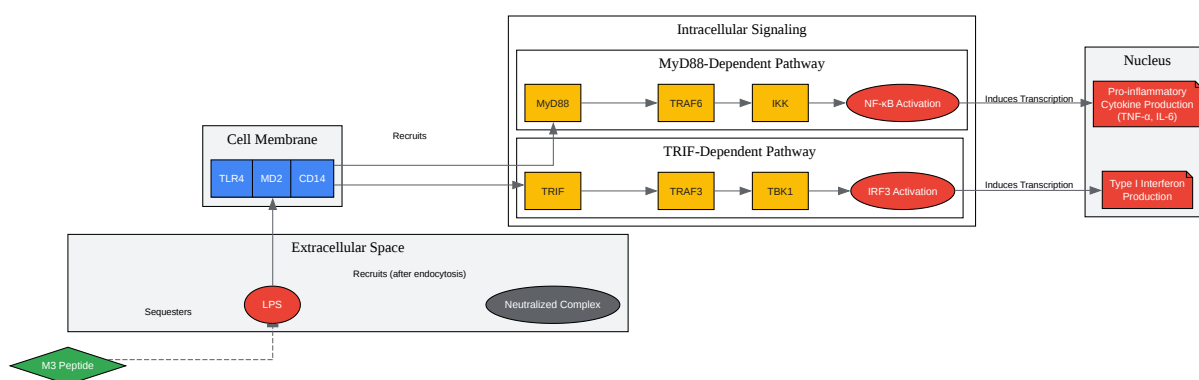 Intracellular Signaling
MyD88-Dependent Pathway
MyD88
TRAF6
IKK
NF-κB Activation
Induces Transcription
Nucleus
Pro-inflammatory
Cytokine Production
(TNF-α, IL-6)
Cell Membrane
TLR4
MD2
CD14
Recruits
TRIF-Dependent Pathway
TRIF
TRAF3
TBK1
IRF3 Activation
Induces Transcription
Type I Interferon
Production
Extracellular Space
Recruits (after endocytosis)
Sequesters
LPS
Neutralized Complex
M3 Peptide